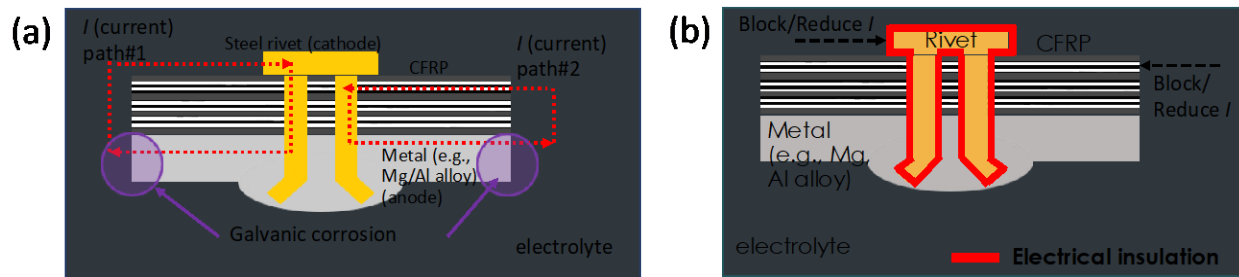 (a)
I (current)
path#1
Steel rivet (cathode)
I (current)
path#2
CFRP
Metal (e.g.,
Mg/Al alloy)
(anode)
Galvanic corrosion
electrolyte
(b)
Block/Reduce I
Rivet
CFRP
Block/
Reduce I
Metal
(e.g., Mg,
Al alloy)
electrolyte
Electrical insulation